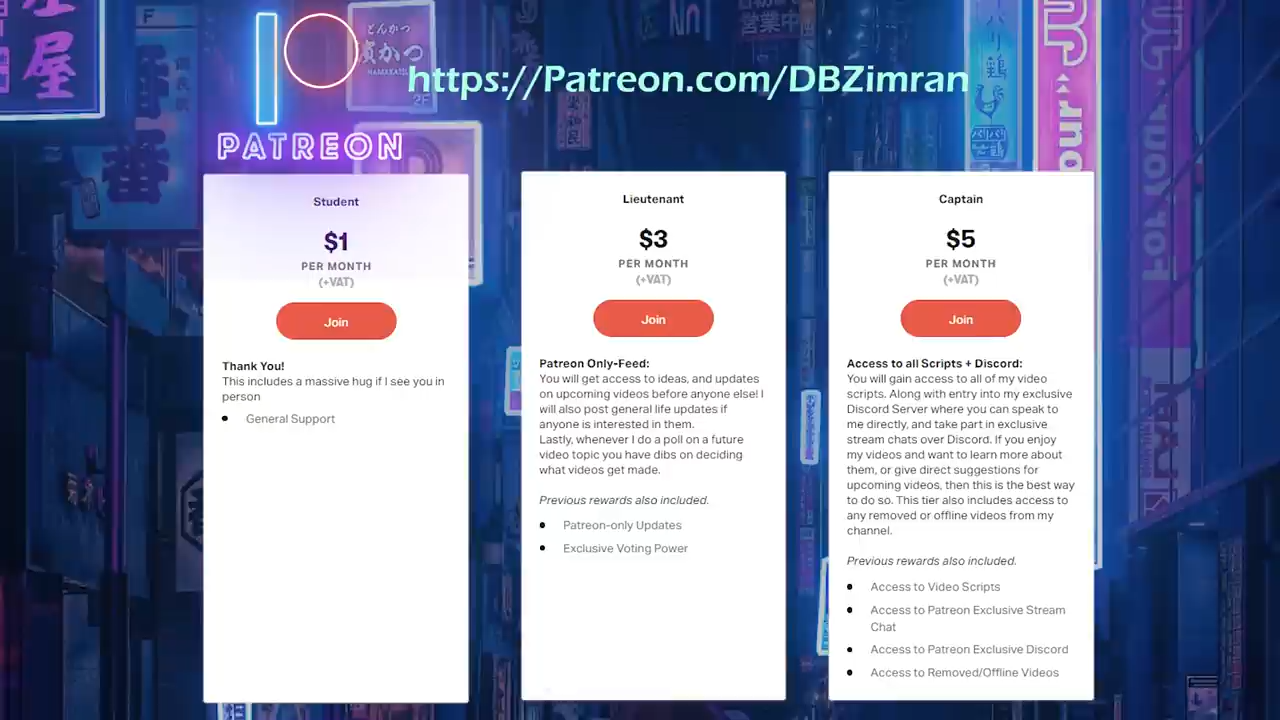 https://Patreon.com/DBZimran
PATREON
Student
$1
PER MONTH
(+VAT)
Join
Thank You!
This includes a massive hug if I see you in
person
General Support
Lieutenant
$3
PER MONTH
(+VAT)
Join
Patreon Only-Feed:
You will get access to ideas, and updates
on upcoming videos before anyone else! I
will also post general life updates if
anyone is interested in them.
Lastly, whenever I do a poll on a future
video topic you have dibs on deciding
what videos get made.
Previous rewards also included.
Patreon-only Updates
Exclusive Voting Power
Captain
$5
PER MONTH
(+VAT)
Join
Access to all Scripts + Discord:
You will gain access to all of my video
scripts. Along with entry into my exclusive
Discord Server where you can speak to
me directly, and take part in exclusive
stream chats over Discord. If you enjoy
my videos and want to learn more about
them, or give direct suggestions for
upcoming videos, then this is the best way
to do so. This tier also includes access to
any removed or offline videos from my
channel.
Previous rewards also included.
Access to Video Scripts
Access to Patreon Exclusive Stream
Chat
Access to Patreon Exclusive Discord
Access to Removed/Offline Videos
屋
とんかつ
2F
番
営業中